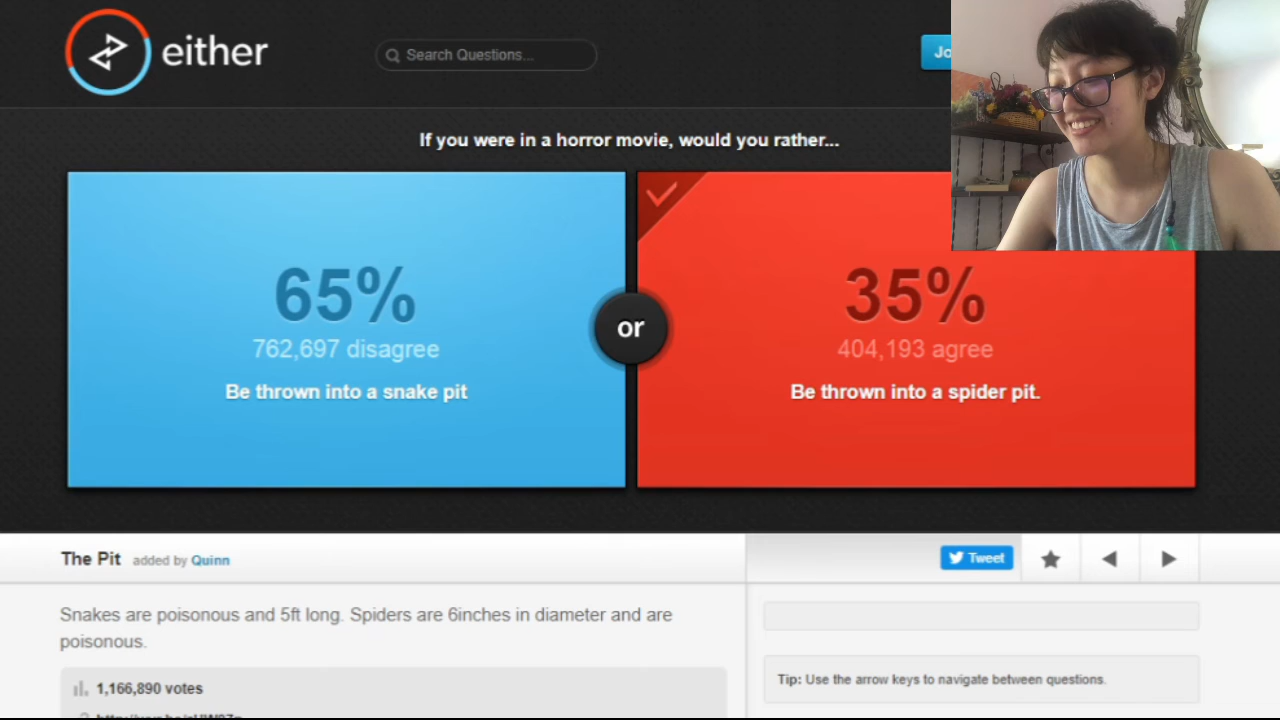 either
Search Questions...
Jo
If you were in a horror movie, would you rather...
65%
762,697 disagree
Be thrown into a snake pit
or
35%
404,193 agree
Be thrown into a spider pit.
The Pit added by Quinn
Tweet
Snakes are poisonous and 5ft long. Spiders are 6inches in diameter and are
poisonous.
1,166,890 votes
Tip: Use the arrow keys to navigate between questions.